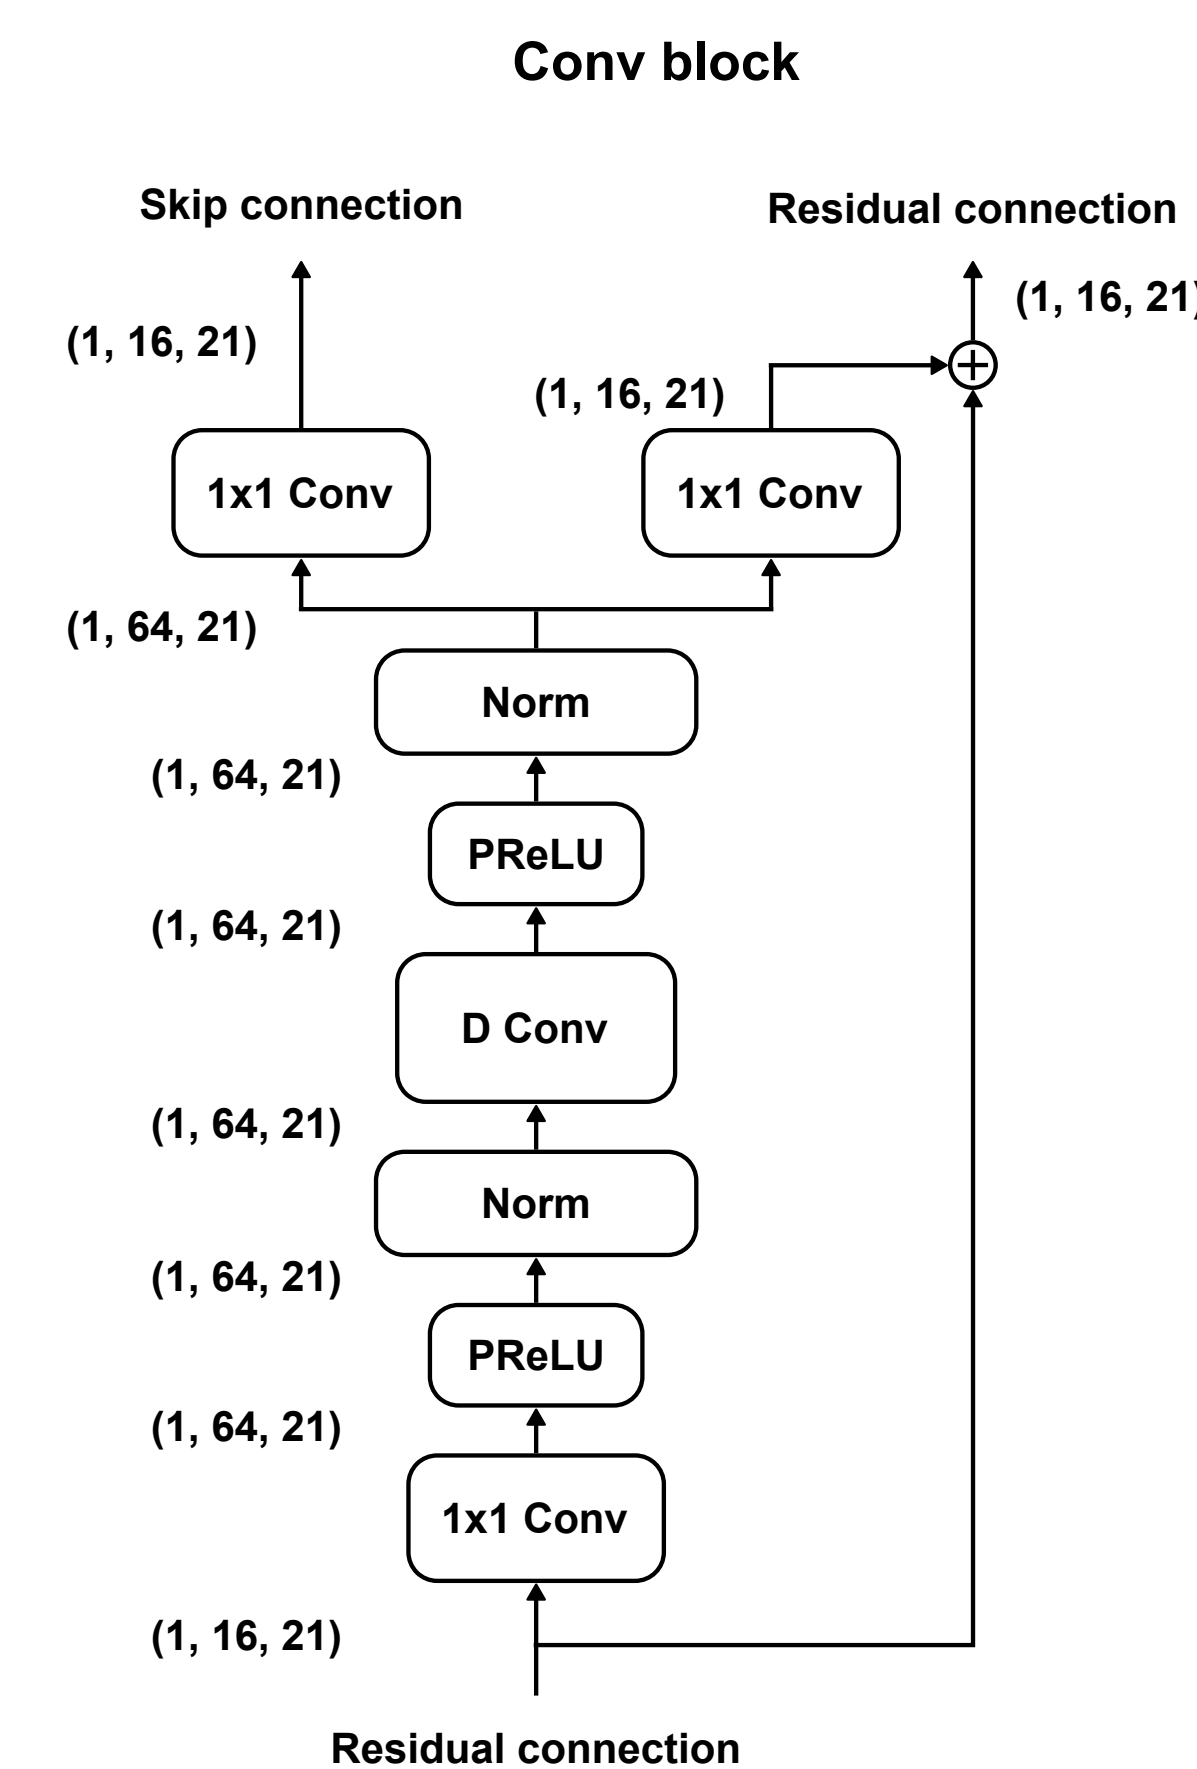 Conv block
Skip connection
Residual connection
(1, 16, 21)
(1, 16, 21)
(1, 16, 21)
1x1 Conv
1x1 Conv
(1, 64, 21)
Norm
(1, 64, 21)
PReLU
(1, 64, 21)
D Conv
(1, 64, 21)
Norm
(1, 64, 21)
PReLU
(1, 64, 21)
1x1 Conv
(1, 16, 21)
Residual connection